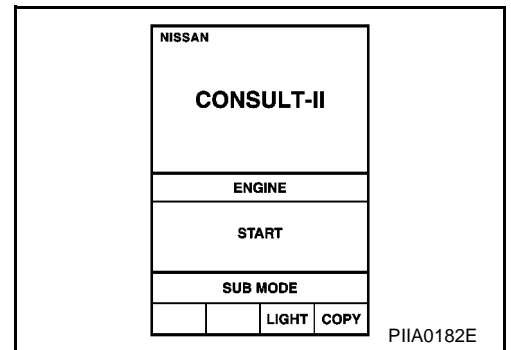 NISSAN
CONSULT-II
ENGINE
START
SUB MODE
LIGHT COPY
PIIA0182E